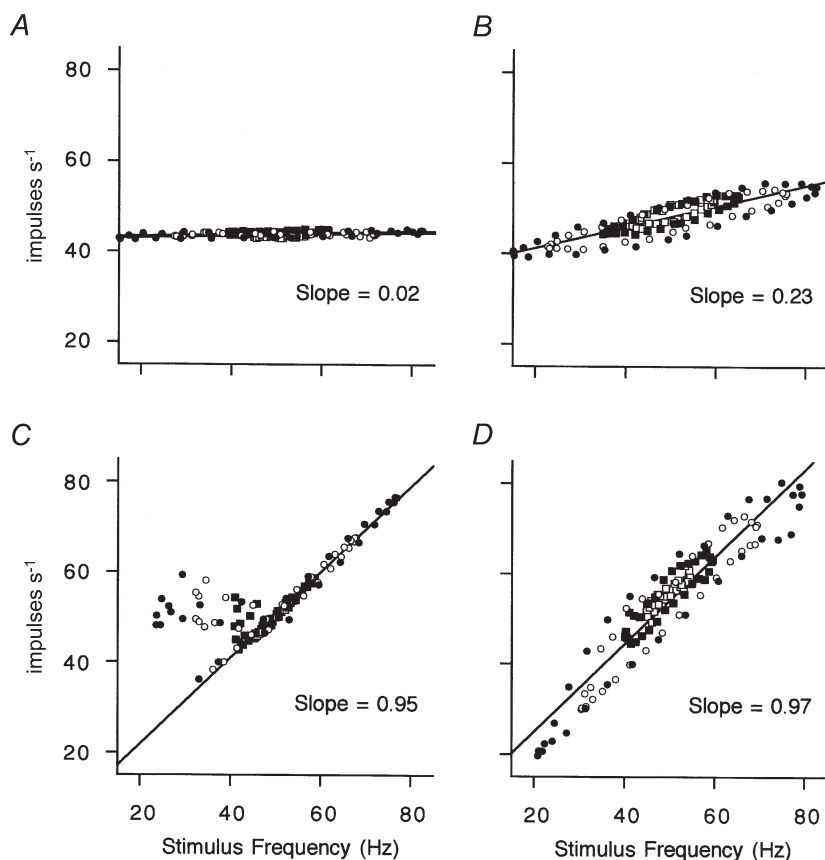 A
B
80
60
40
20
impulses s-1
Slope = 0.02
Slope = 0.23
C
D
80
60
40
20
impulses s-1
Slope = 0.95
Slope = 0.97
20 40 60 80
20 40 60 80
Stimulus Frequency (Hz)
Stimulus Frequency (Hz)